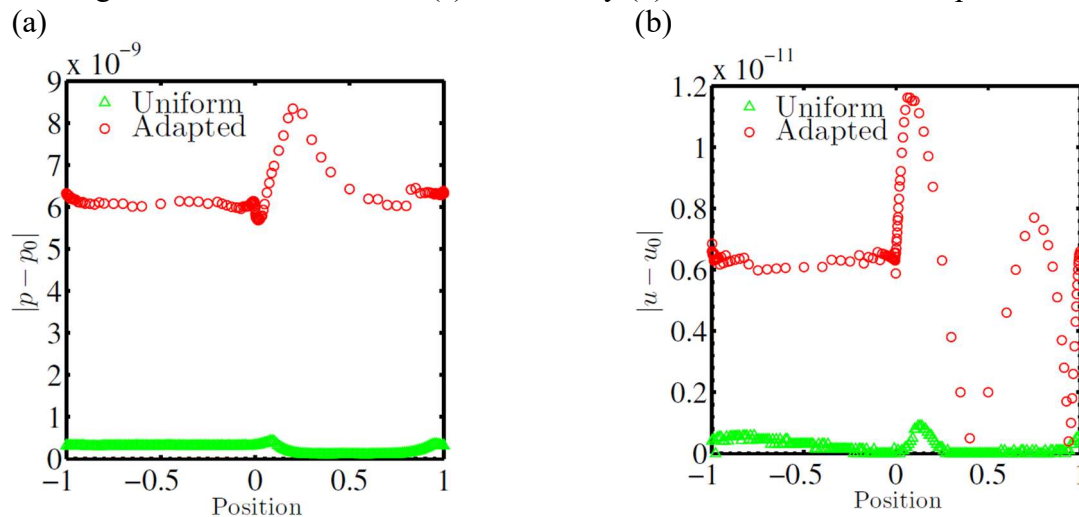 (a) (b)
x 10⁻⁹
9
8
7
6
5
4
3
2
1
0
−1 −0.5 0 0.5 1
Position
|p − p₀|
Uniform
Adapted
x 10⁻¹¹
1.2
1
0.8
0.6
0.4
0.2
0
−1 −0.5 0 0.5 1
Position
|u − u₀|
Uniform
Adapted